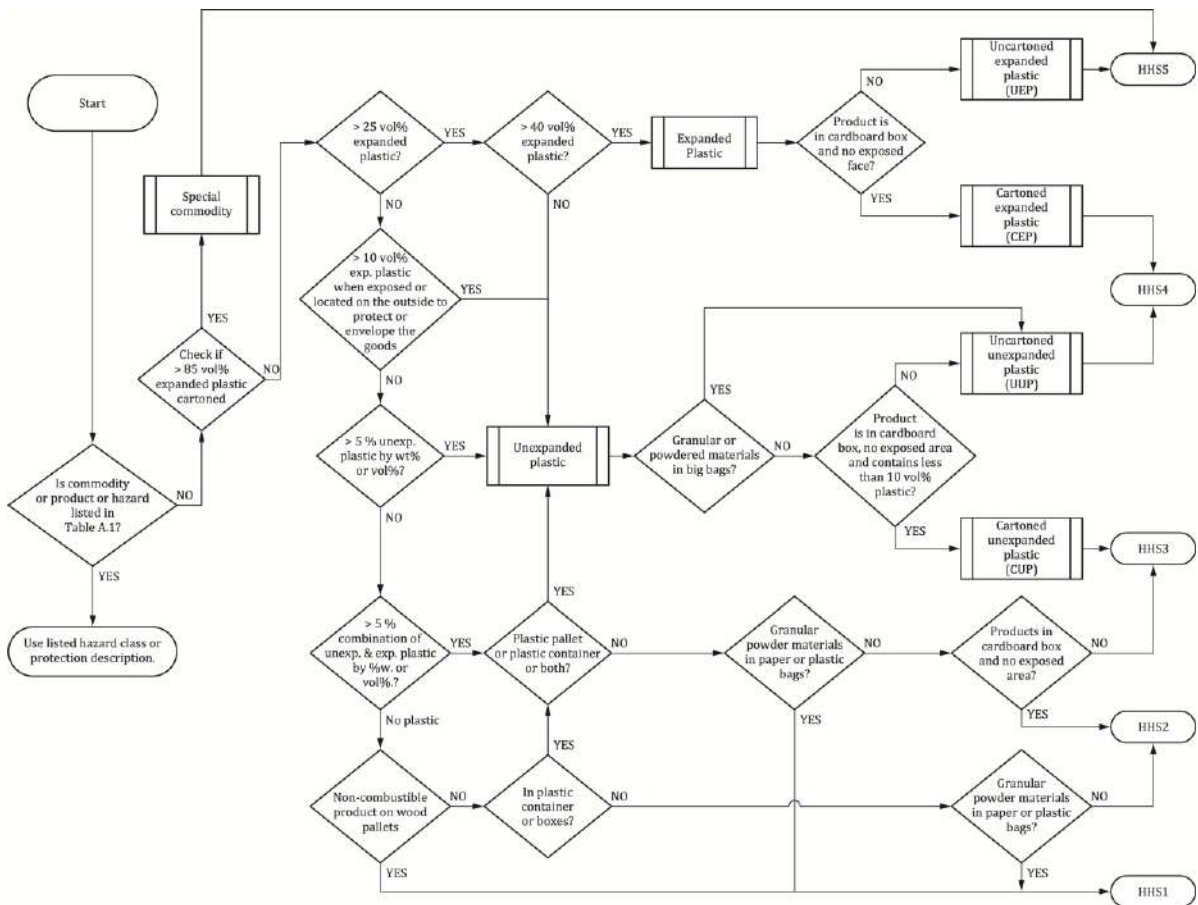 Start
Is commodity
or product or hazard
listed in
Table A.1?
NO
YES
Use listed hazard class or
protection description.
Check if
> 85 vol%
expanded plastic
cartoned
YES
NO
Special
commodity
> 25 vol%
expanded
plastic?
YES
NO
> 40 vol%
expanded
plastic?
YES
NO
Expanded
Plastic
Product is
in cardboard box
and no exposed
face?
NO
YES
Uncartoned
expanded
plastic
(UEP)
HHS5
Cartoned
expanded
plastic
(CEP)
HHS4
> 10 vol%
exp. plastic
when exposed or
located on the outside to
protect or
envelope the
goods
YES
NO
> 5 % unexp.
plastic by wt%
or vol%?
YES
NO
Unexpanded
plastic
Granular or
powdered materials
in big bags?
YES
NO
Product
is in cardboard
box, no exposed area
and contains less
than 10 vol%
plastic?
NO
YES
Uncartoned
unexpanded
plastic
(UUP)
Cartoned
unexpanded
plastic
(CUP)
HHS3
> 5 %
combination of
unexp. & exp. plastic
by %w. or
vol%.?
YES
No plastic
Plastic pallet
or plastic container
or both?
YES
NO
Granular
powder materials
in paper or plastic
bags?
NO
YES
Products in
cardboard box
and no exposed
area?
NO
YES
HHS2
Non-combustible
product on wood
pallets
NO
YES
In plastic
container
or boxes?
YES
NO
Granular
powder materials
in paper or plastic
bags?
NO
YES
HHS1